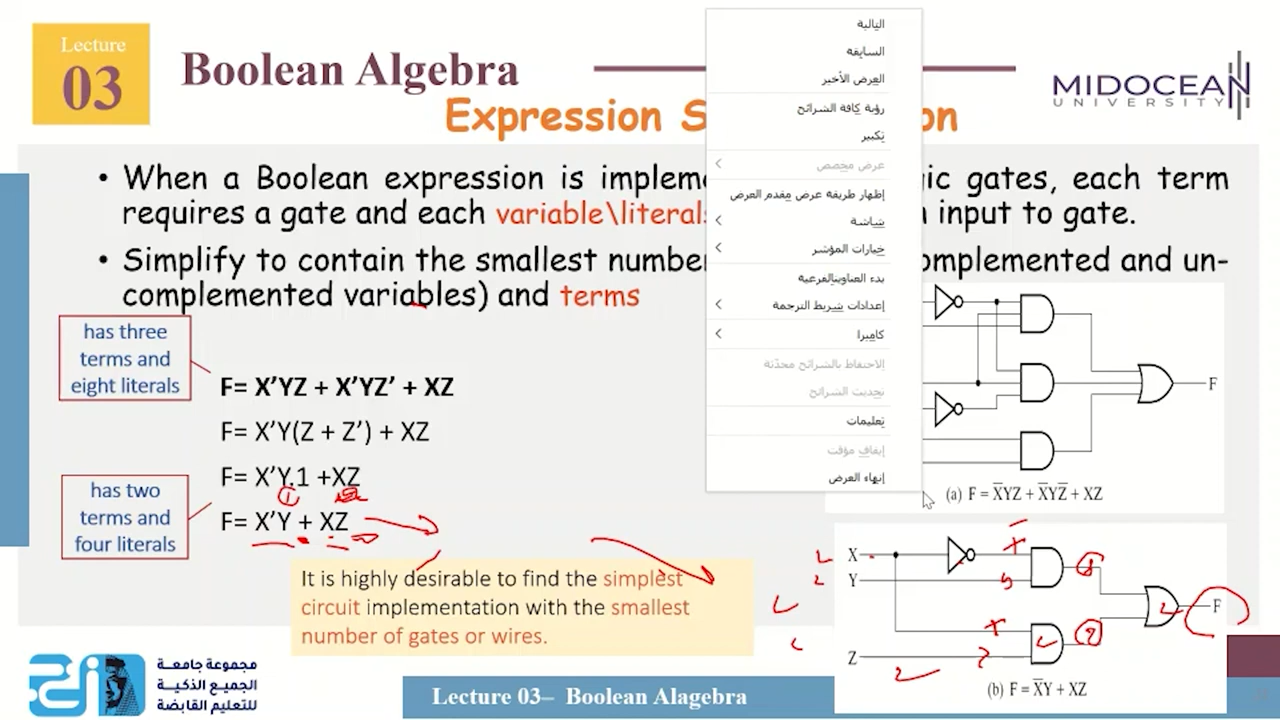 Lecture
03
Boolean Algebra
MIDOCEAN
UNIVERSITY
Expression S on
• When a Boolean expression is impleme ic gates, each term
requires a gate and each variable\literals input to gate.
• Simplify to contain the smallest number omplemented and un-
complemented variables) and terms
has three
terms and
eight literals
F= X’YZ + X’YZ’ + XZ
F= X’Y(Z + Z’) + XZ
F= X’Y.1 +XZ
has two
terms and
four literals
F= X’Y + XZ
It is highly desirable to find the simplest
circuit implementation with the smallest
number of gates or wires.
التالية
السابقة
العرض الأخير
رؤية كافة الشرائح
تكبير
عرض مخصص
إظهار طريقة عرض مقدم العرض
شاشة
خيارات المؤشر
بدء العناوينالفرعية
إعدادات شريط الترجمة
كاميرا
الاحتفاظ بالشرائح محدّثة
تحديث الشرائح
تعليمات
إيقاف مؤقت
إنهاء العرض
F
(a) F = X̅YZ + X̅YZ̅ + XZ
X
Y
Z
F
(b) F = X̅Y + XZ
مجموعة جامعة
الجميع الذكية
للتعليم القابضة
Lecture 03– Boolean Alagebra